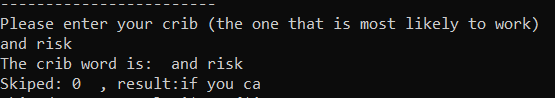 ------------------------
Please enter your crib (the one that is most likely to work)
and risk
The crib word is:  and risk
Skiped: 0  , result:if you ca